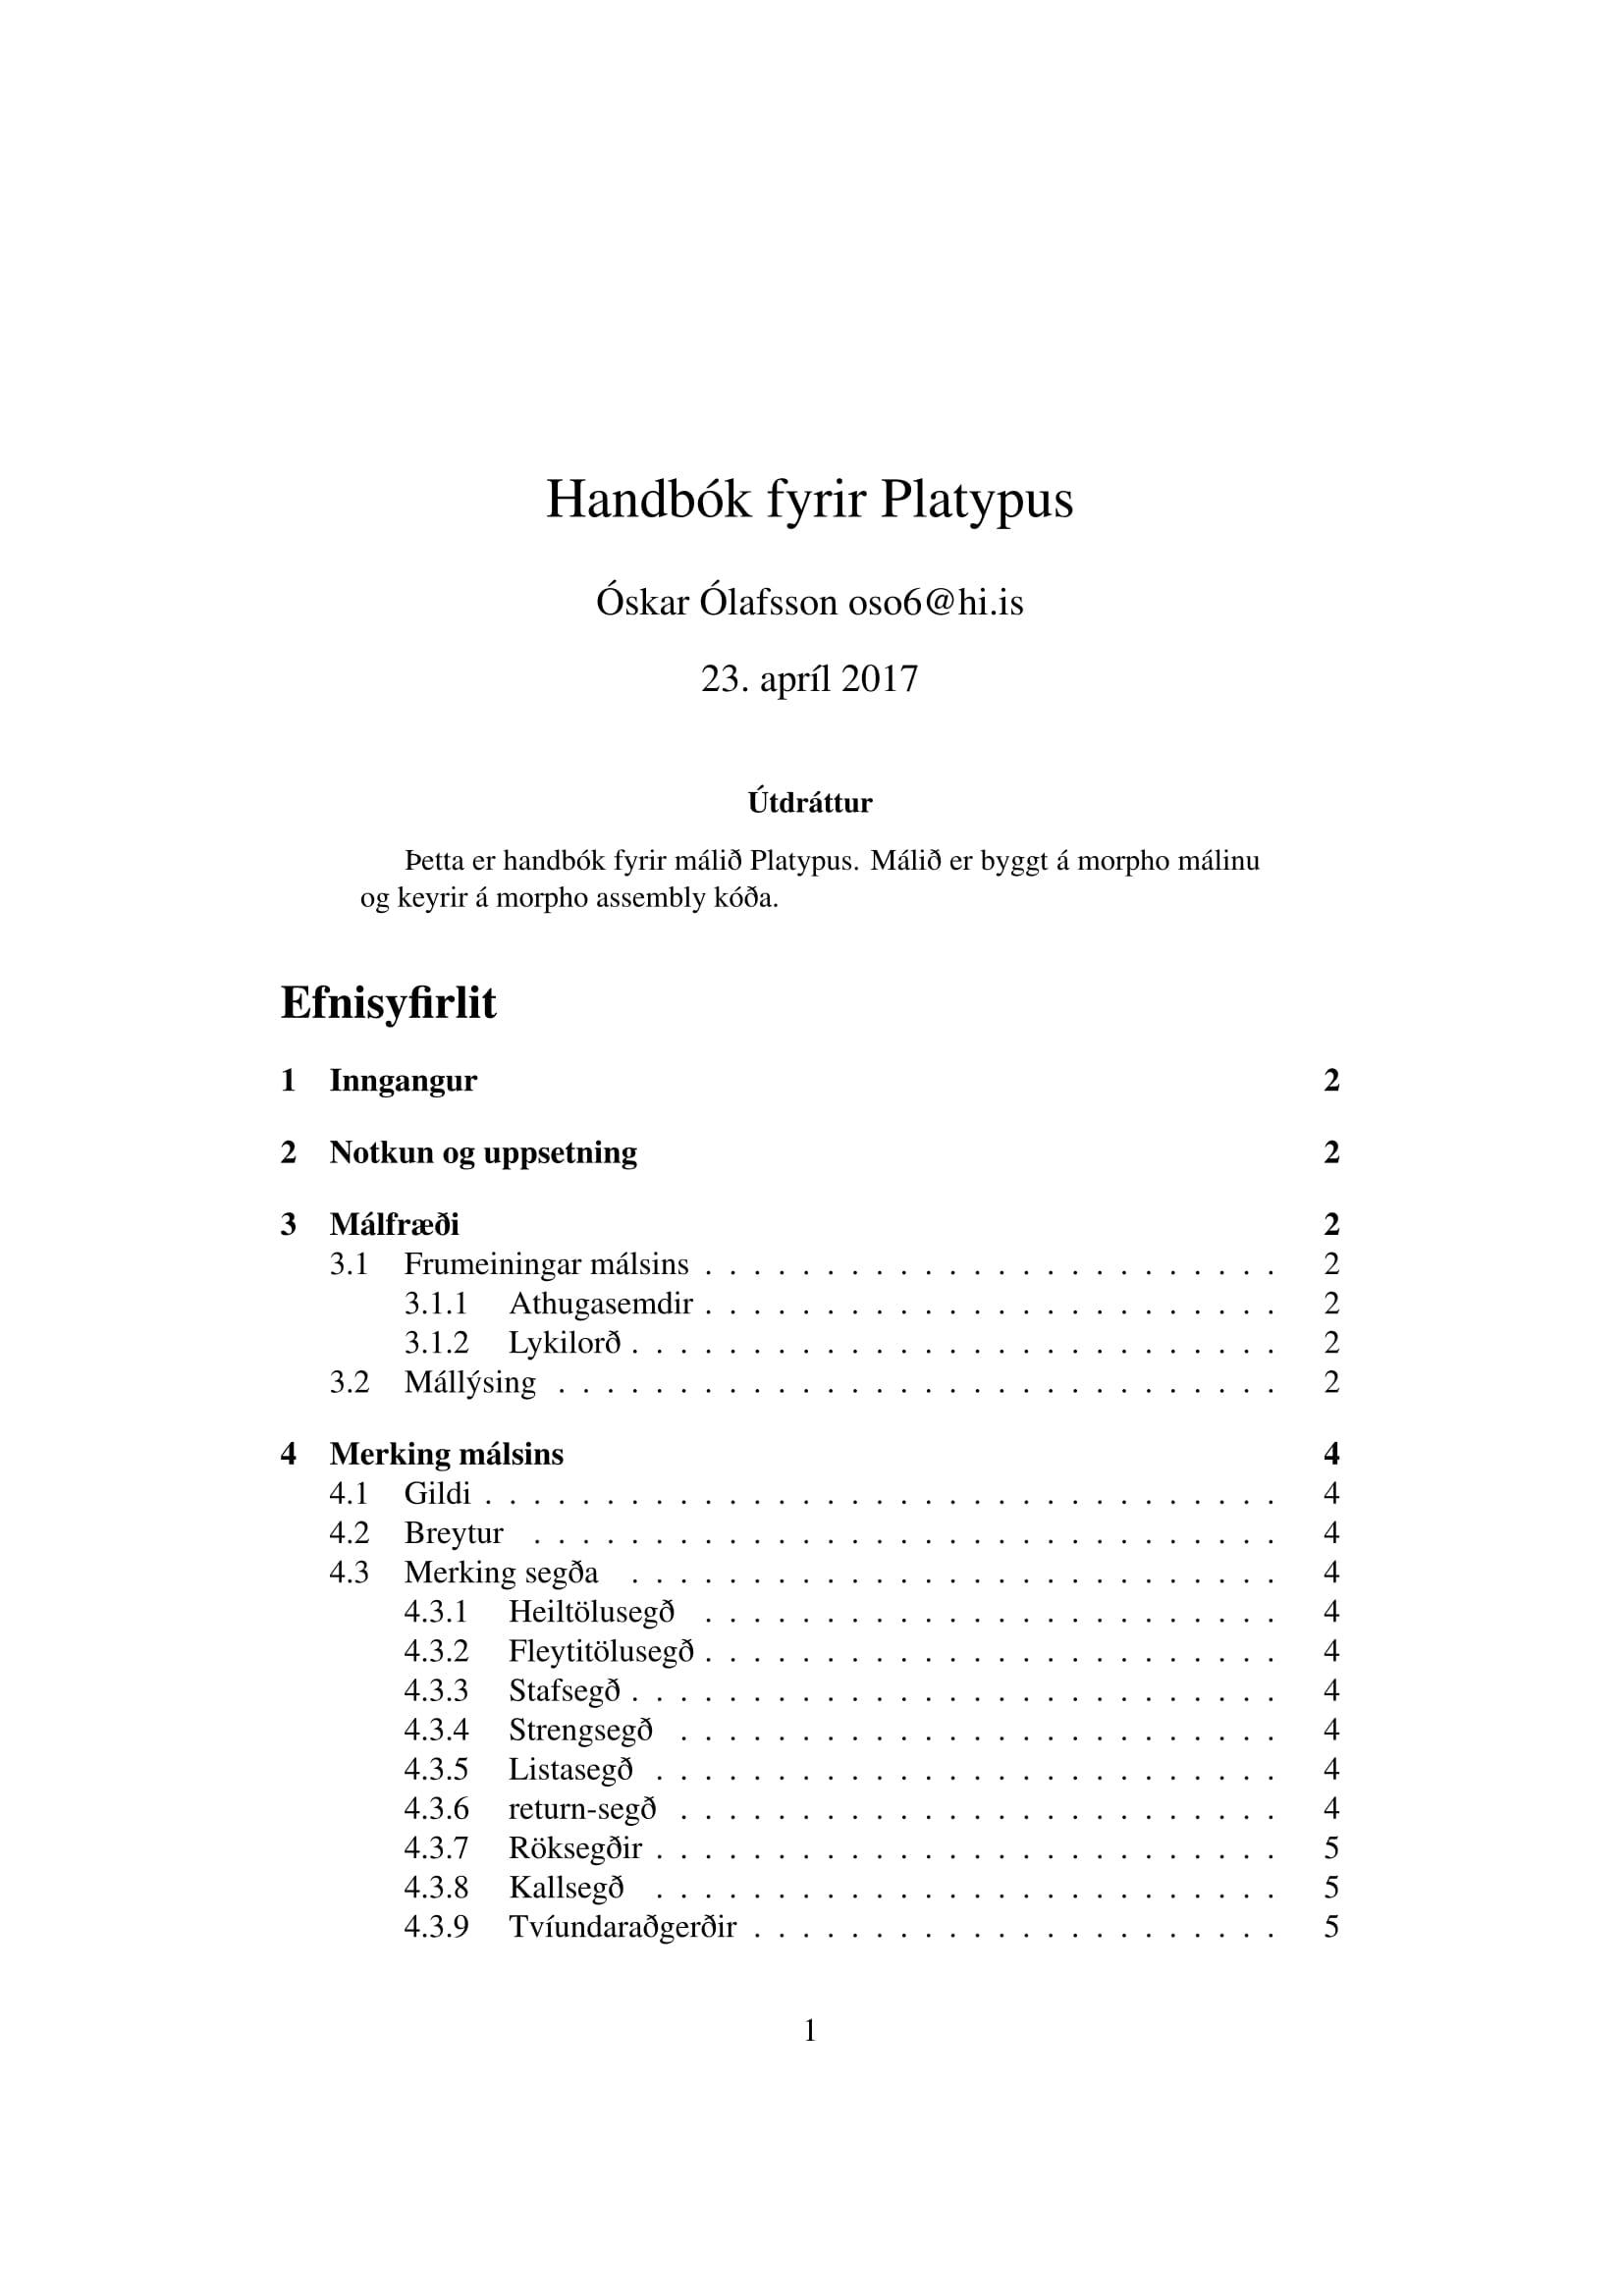 Handbók fyrir Platypus
Óskar Ólafsson oso6@hi.is
23. apríl 2017
Útdráttur
Þetta er handbók fyrir málið Platypus. Málið er byggt á morpho málinu
og keyrir á morpho assembly kóða.
Efnisyfirlit
1 Inngangur 2
2 Notkun og uppsetning 2
3 Málfræði 2
3.1 Frumeiningar málsins . . . . . . . . . . . . . . . . . . . . . . . . 2
3.1.1 Athugasemdir . . . . . . . . . . . . . . . . . . . . . . . . 2
3.1.2 Lykilorð . . . . . . . . . . . . . . . . . . . . . . . . . . . 2
3.2 Mállýsing . . . . . . . . . . . . . . . . . . . . . . . . . . . . . . 2
4 Merking málsins 4
4.1 Gildi . . . . . . . . . . . . . . . . . . . . . . . . . . . . . . . . . 4
4.2 Breytur . . . . . . . . . . . . . . . . . . . . . . . . . . . . . . . 4
4.3 Merking segða . . . . . . . . . . . . . . . . . . . . . . . . . . . 4
4.3.1 Heiltölusegð . . . . . . . . . . . . . . . . . . . . . . . . 4
4.3.2 Fleytitölusegð . . . . . . . . . . . . . . . . . . . . . . . . 4
4.3.3 Stafsegð . . . . . . . . . . . . . . . . . . . . . . . . . . . 4
4.3.4 Strengsegð . . . . . . . . . . . . . . . . . . . . . . . . . 4
4.3.5 Listasegð . . . . . . . . . . . . . . . . . . . . . . . . . . 4
4.3.6 return-segð . . . . . . . . . . . . . . . . . . . . . . . . . 4
4.3.7 Röksegðir . . . . . . . . . . . . . . . . . . . . . . . . . . 5
4.3.8 Kallsegð . . . . . . . . . . . . . . . . . . . . . . . . . . 5
4.3.9 Tvíundaraðgerðir . . . . . . . . . . . . . . . . . . . . . . 5
1